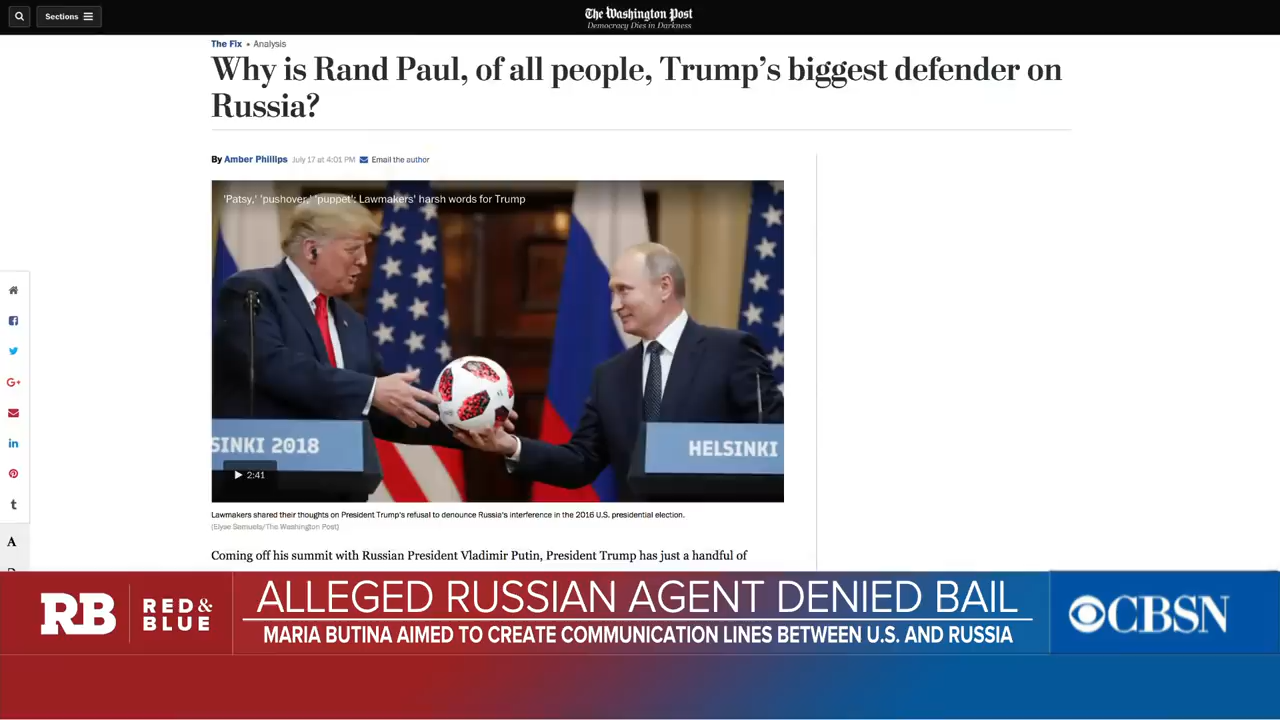 Sections
The Washington Post
Democracy Dies in Darkness
The Fix • Analysis
Why is Rand Paul, of all people, Trump's biggest defender on
Russia?
By Amber Phillips July 17 at 4:01 PM Email the author
'Patsy,' 'pushover,' 'puppet': Lawmakers' harsh words for Trump
SINKI 2018
HELSINKI
2:41
Lawmakers shared their thoughts on President Trump's refusal to denounce Russia's interference in the 2016 U.S. presidential election.
(Elyse Samuels/The Washington Post)
Coming off his summit with Russian President Vladimir Putin, President Trump has just a handful of
G+
in
t
A
RB RED & BLUE
ALLEGED RUSSIAN AGENT DENIED BAIL
MARIA BUTINA AIMED TO CREATE COMMUNICATION LINES BETWEEN U.S. AND RUSSIA
CBSN